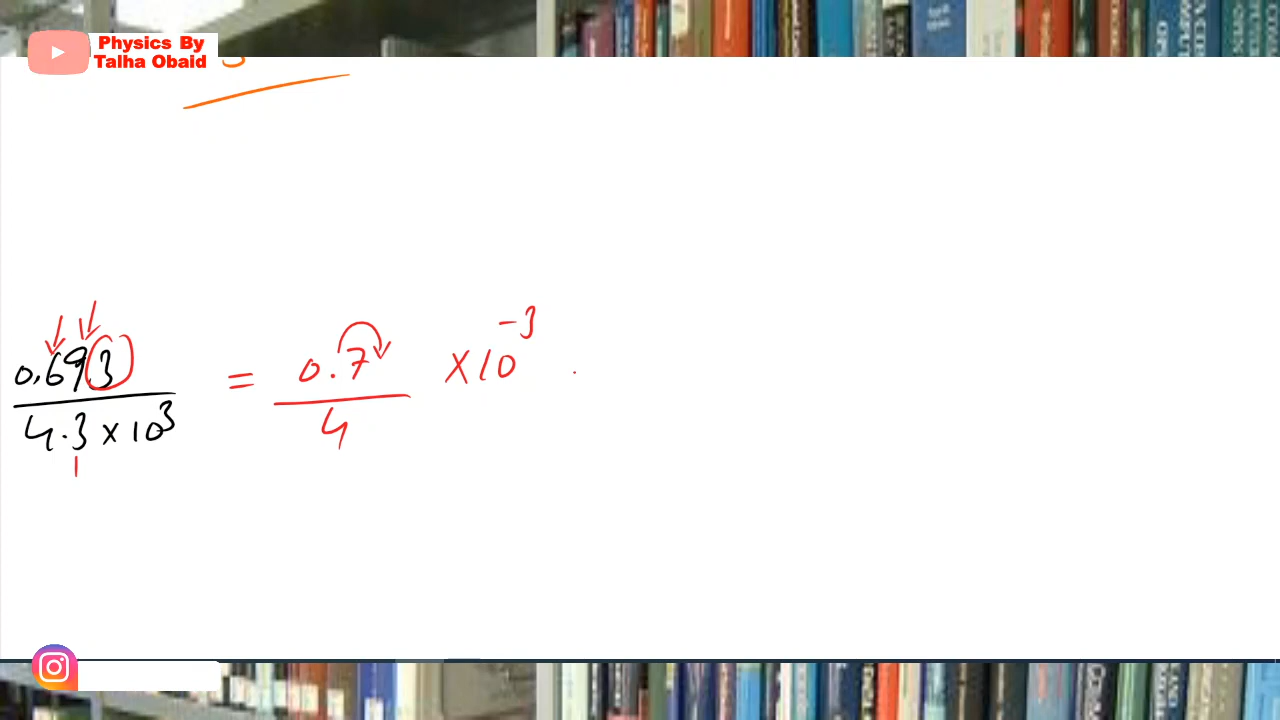 Physics By
Talha Obaid
0.693 / 4.3 × 10³ = 0.7 / 4 × 10⁻³